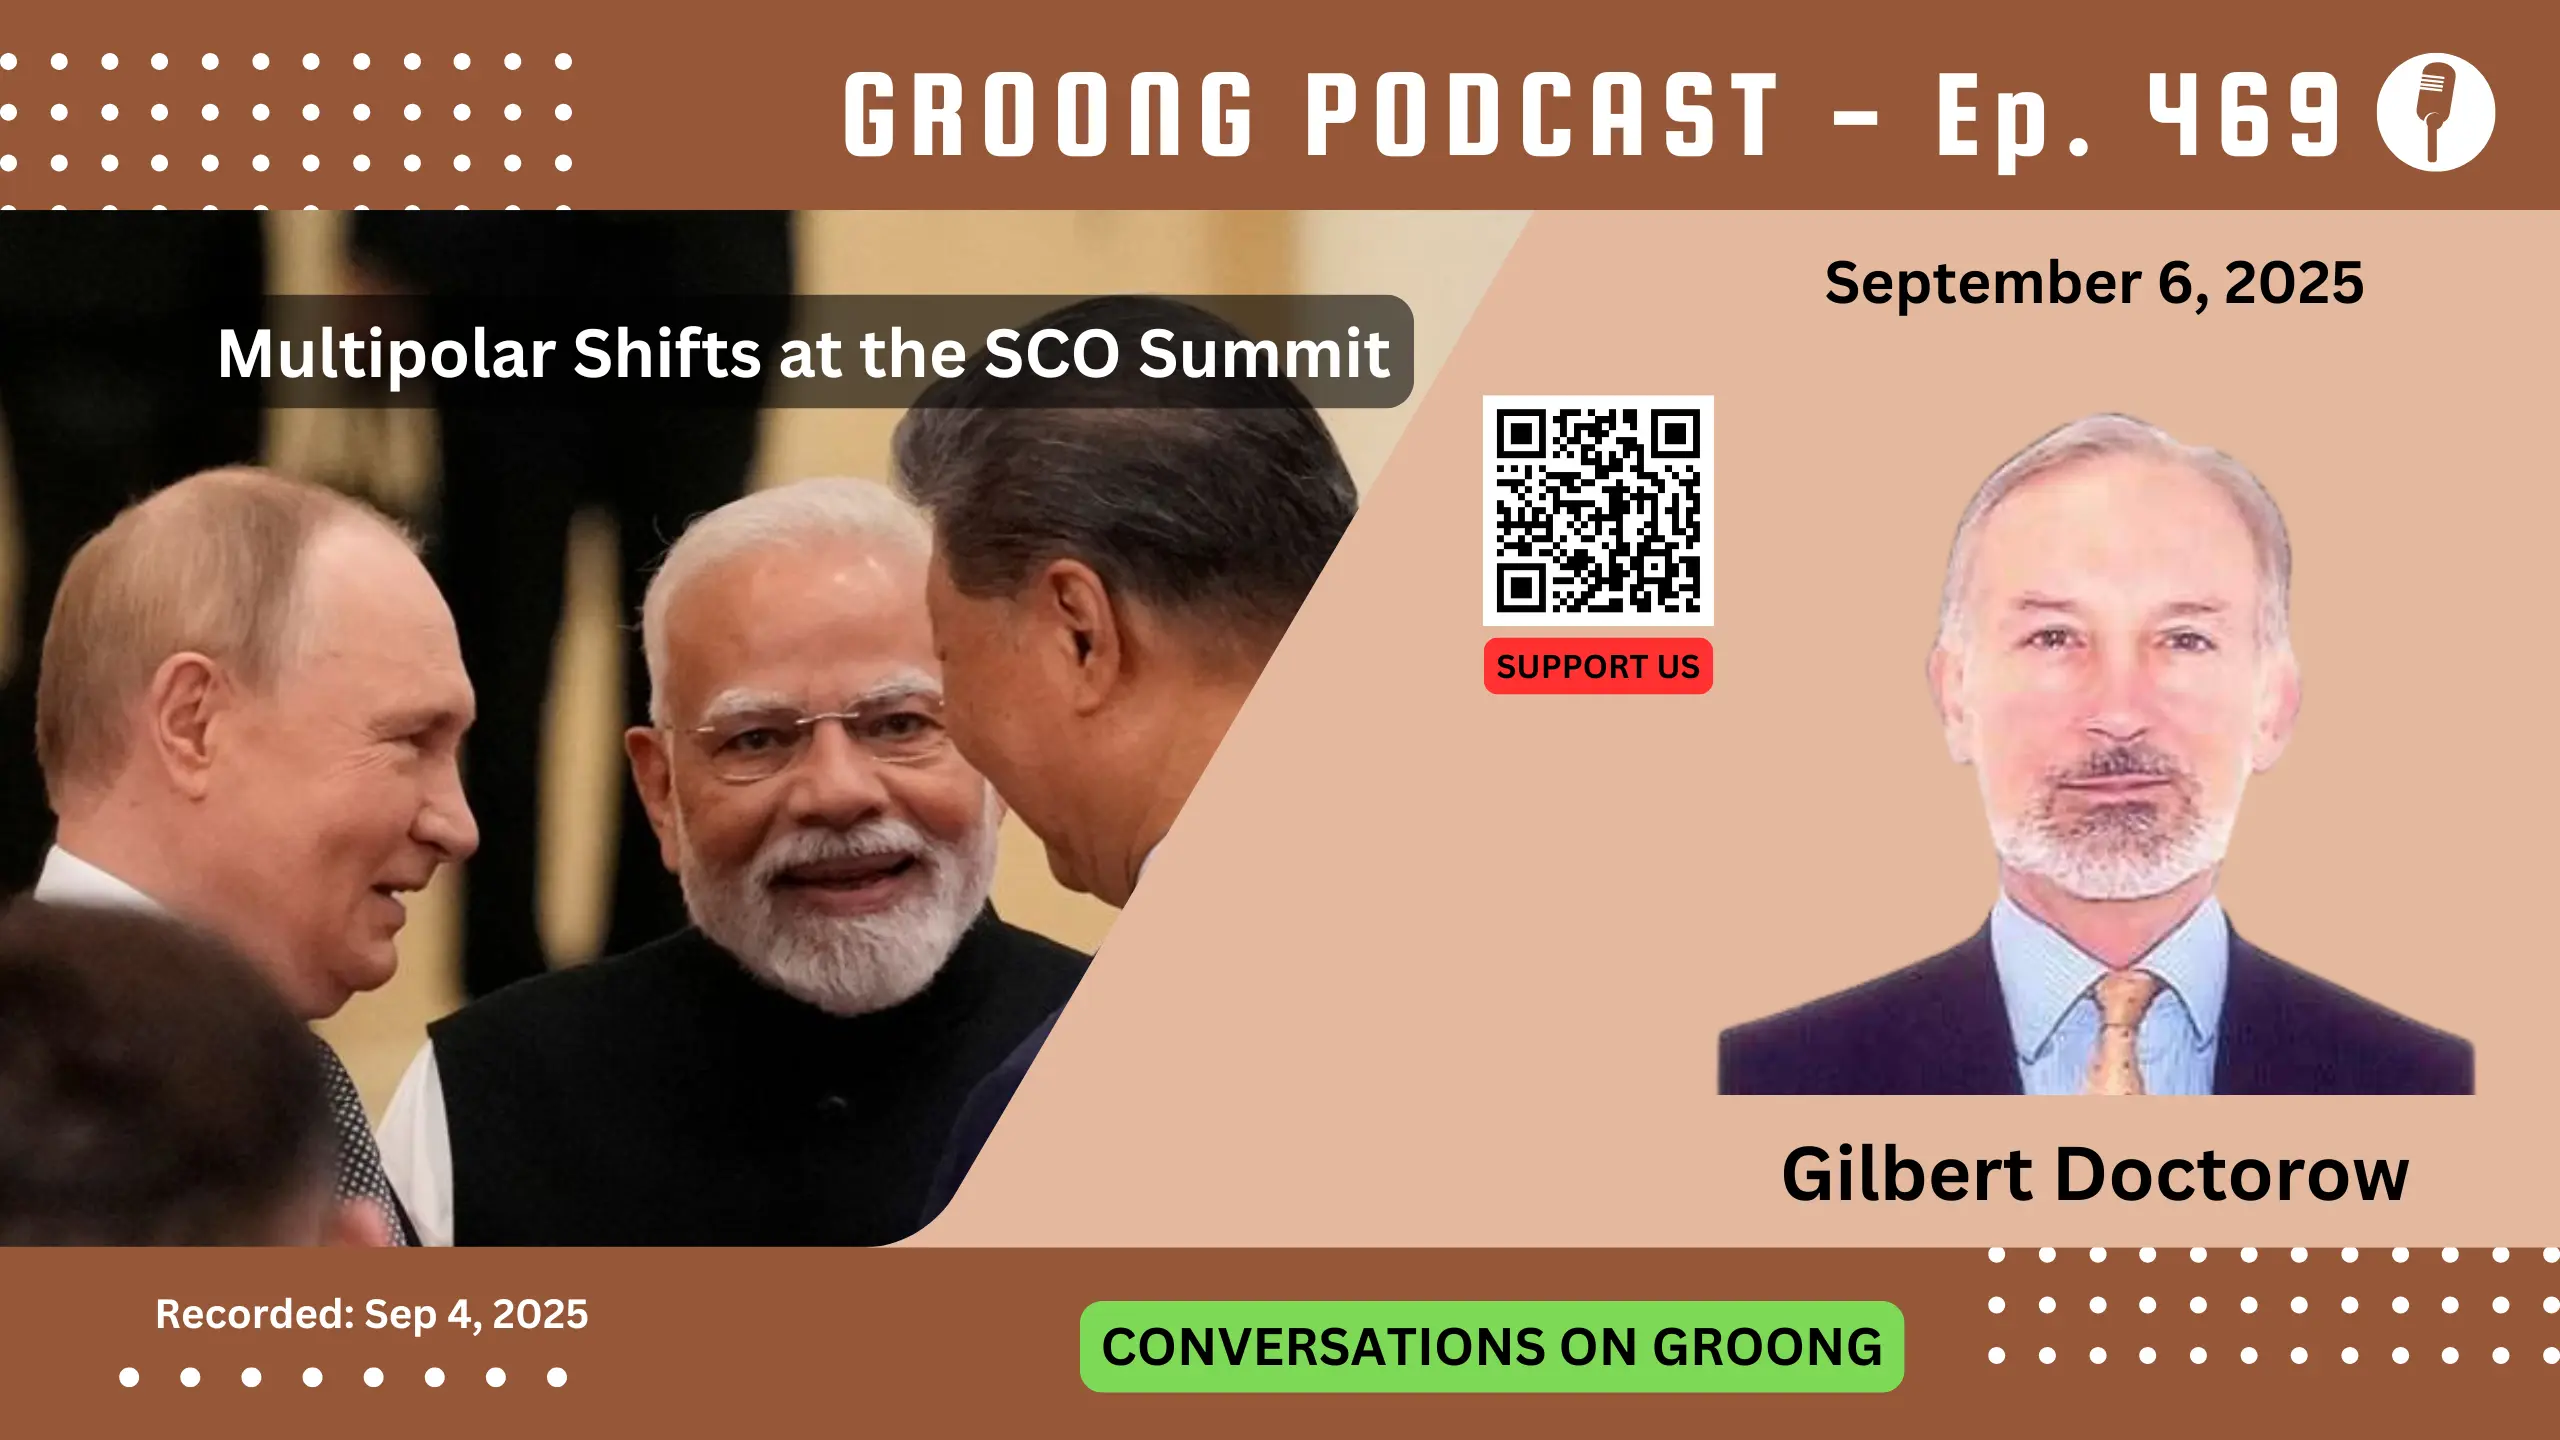 GROONG PODCAST - Ep. 469
Multipolar Shifts at the SCO Summit
September 6, 2025
SUPPORT US
Gilbert Doctorow
Recorded: Sep 4, 2025
CONVERSATIONS ON GROONG